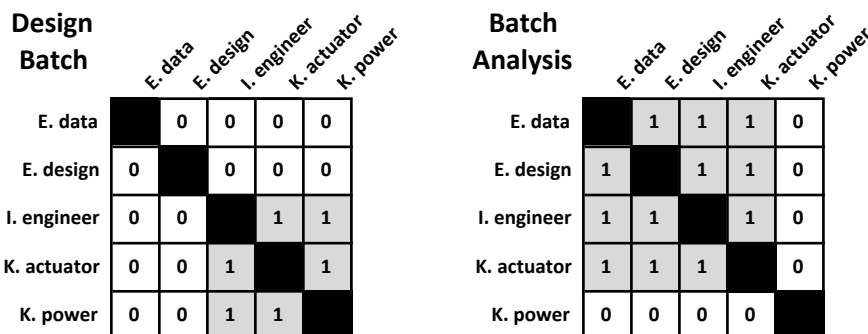 Design Batch
E. data
E. design
I. engineer
K. actuator
K. power
E. data 0 0 0 0
E. design 0 0 0 0
I. engineer 0 0 1 1
K. actuator 0 0 1 1
K. power 0 0 1 1
Batch Analysis
E. data
E. design
I. engineer
K. actuator
K. power
E. data 1 1 1 0
E. design 1 1 1 0
I. engineer 1 1 1 0
K. actuator 1 1 1 0
K. power 0 0 0 0